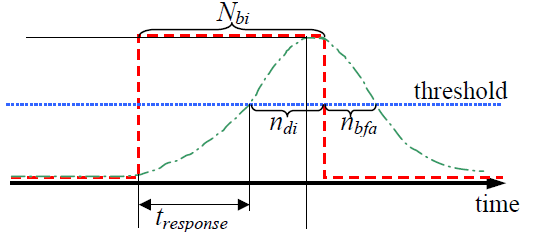 N_bi
threshold
n_di
n_bfa
time
t_response